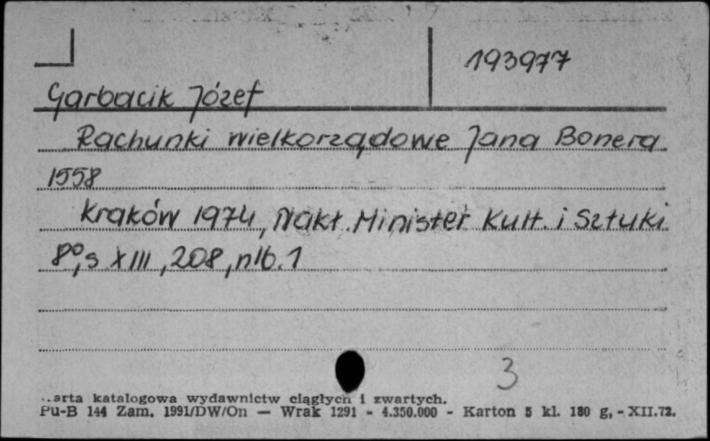 193977
Garbacik Józef
Rachunki wielkorządowe Jana Bonera
1558
Kraków 1974, Nakł. Minister Kult. i Sztuki
8°, s XIII, 208, nlb. 1
3
arta katalogowa wydawnictw ciągłych i zwartych.
Pu-B 144 Zam. 1991/DW/On — Wrak 1291 - 4.350.000 - Karton 5 kl. 180 g, - XII.72.